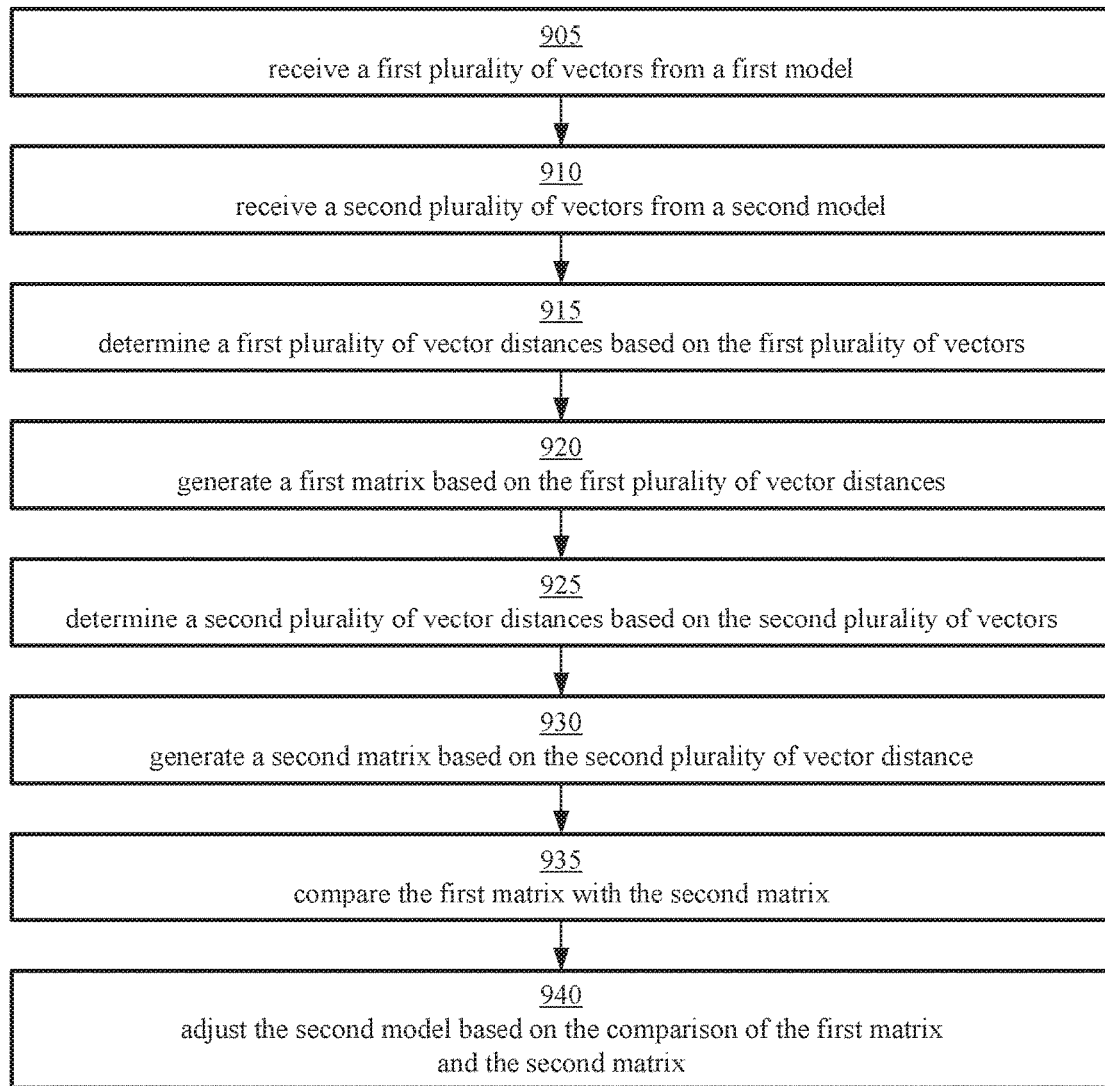 905
receive a first plurality of vectors from a first model
910
receive a second plurality of vectors from a second model
915
determine a first plurality of vector distances based on the first plurality of vectors
920
generate a first matrix based on the first plurality of vector distances
925
determine a second plurality of vector distances based on the second plurality of vectors
930
generate a second matrix based on the second plurality of vector distance
935
compare the first matrix with the second matrix
940
adjust the second model based on the comparison of the first matrix
and the second matrix